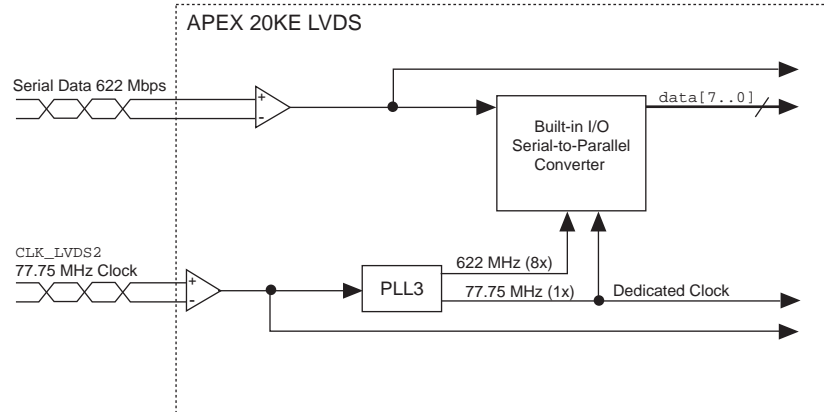 APEX 20KE LVDS
Serial Data 622 Mbps
+
-
data[7..0]
Built-in I/O
Serial-to-Parallel
Converter
CLK_LVDS2
77.75 MHz Clock
+
-
PLL3
622 MHz (8x)
77.75 MHz (1x)
Dedicated Clock